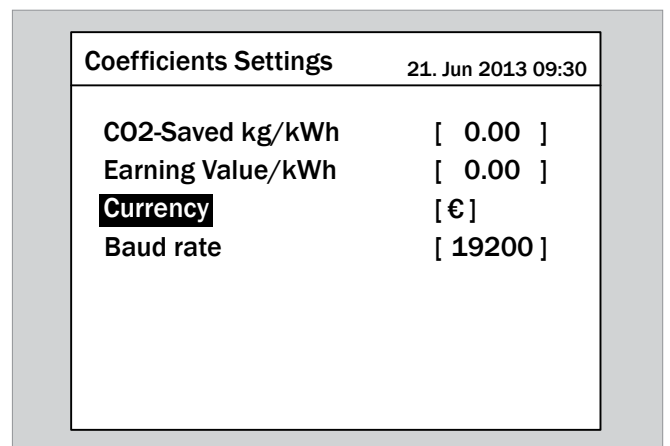 Coefficients Settings 21. Jun 2013 09:30
CO2-Saved kg/kWh [ 0.00 ]
Earning Value/kWh [ 0.00 ]
Currency [ € ]
Baud rate [ 19200 ]